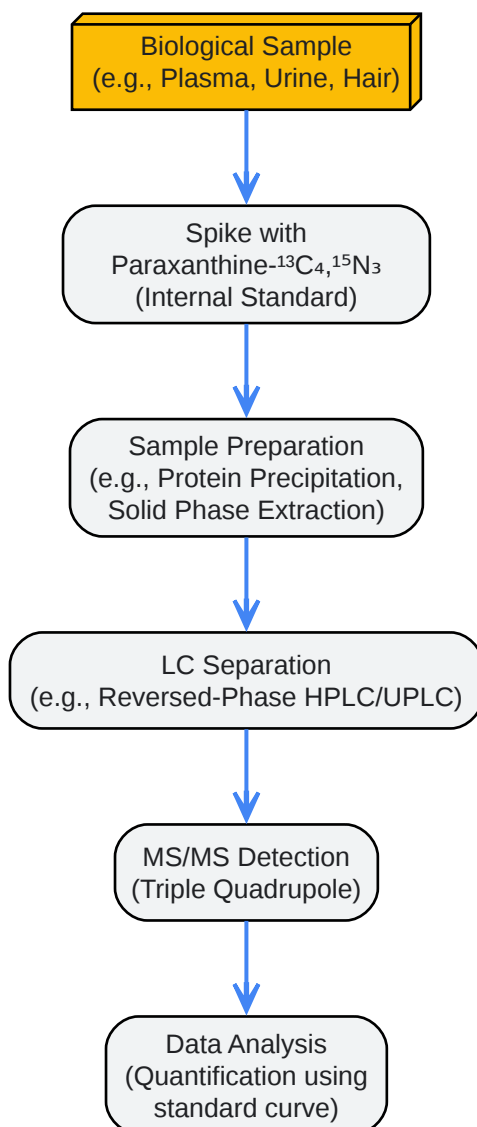 Biological Sample
(e.g., Plasma, Urine, Hair)
Spike with
Paraxanthine-¹³C₄,¹⁵N₃
(Internal Standard)
Sample Preparation
(e.g., Protein Precipitation,
Solid Phase Extraction)
LC Separation
(e.g., Reversed-Phase HPLC/UPLC)
MS/MS Detection
(Triple Quadrupole)
Data Analysis
(Quantification using
standard curve)